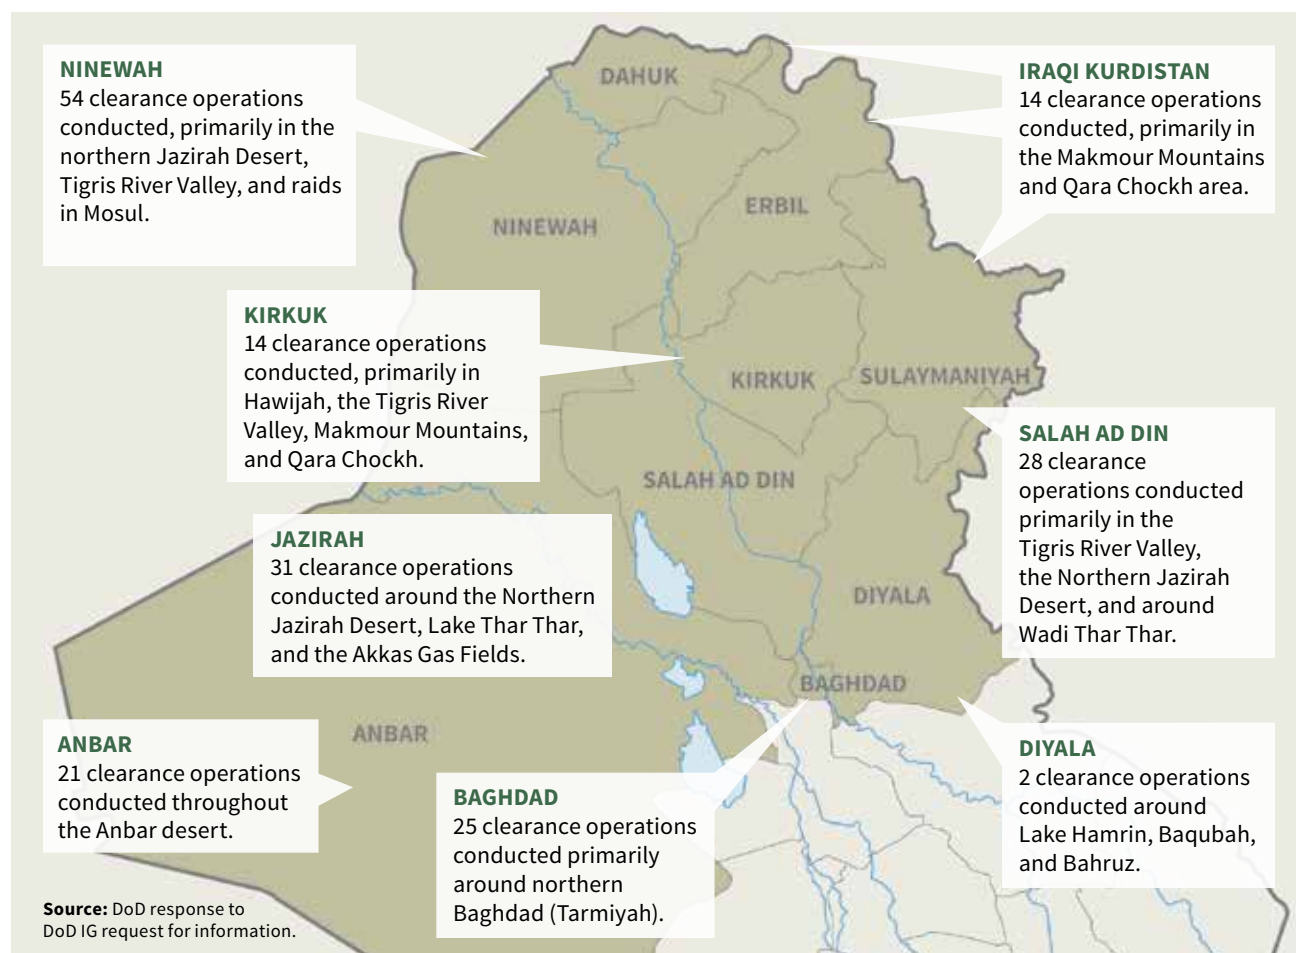 NINEWAH
54 clearance operations
conducted, primarily in the
northern Jazirah Desert,
Tigris River Valley, and raids
in Mosul.
DAHUK
IRAQI KURDISTAN
14 clearance operations
conducted, primarily in
the Makmour Mountains
and Qara Chockh area.
ERBIL
NINEWAH
KIRKUK
14 clearance operations
conducted, primarily in
Hawijah, the Tigris River
Valley, Makmour Mountains,
and Qara Chockh.
KIRKUK
SULAYMANIYAH
SALAH AD DIN
28 clearance
operations conducted
primarily in the
Tigris River Valley,
the Northern Jazirah
Desert, and around
Wadi Thar Thar.
SALAH AD DIN
JAZIRAH
31 clearance operations
conducted around the Northern
Jazirah Desert, Lake Thar Thar,
and the Akkas Gas Fields.
DIYALA
BAGHDAD
ANBAR
ANBAR
21 clearance operations
conducted throughout
the Anbar desert.
BAGHDAD
25 clearance operations
conducted primarily
around northern
Baghdad (Tarmiyah).
DIYALA
2 clearance operations
conducted around
Lake Hamrin, Baqubah,
and Bahruz.
Source: DoD response to
DoD IG request for information.